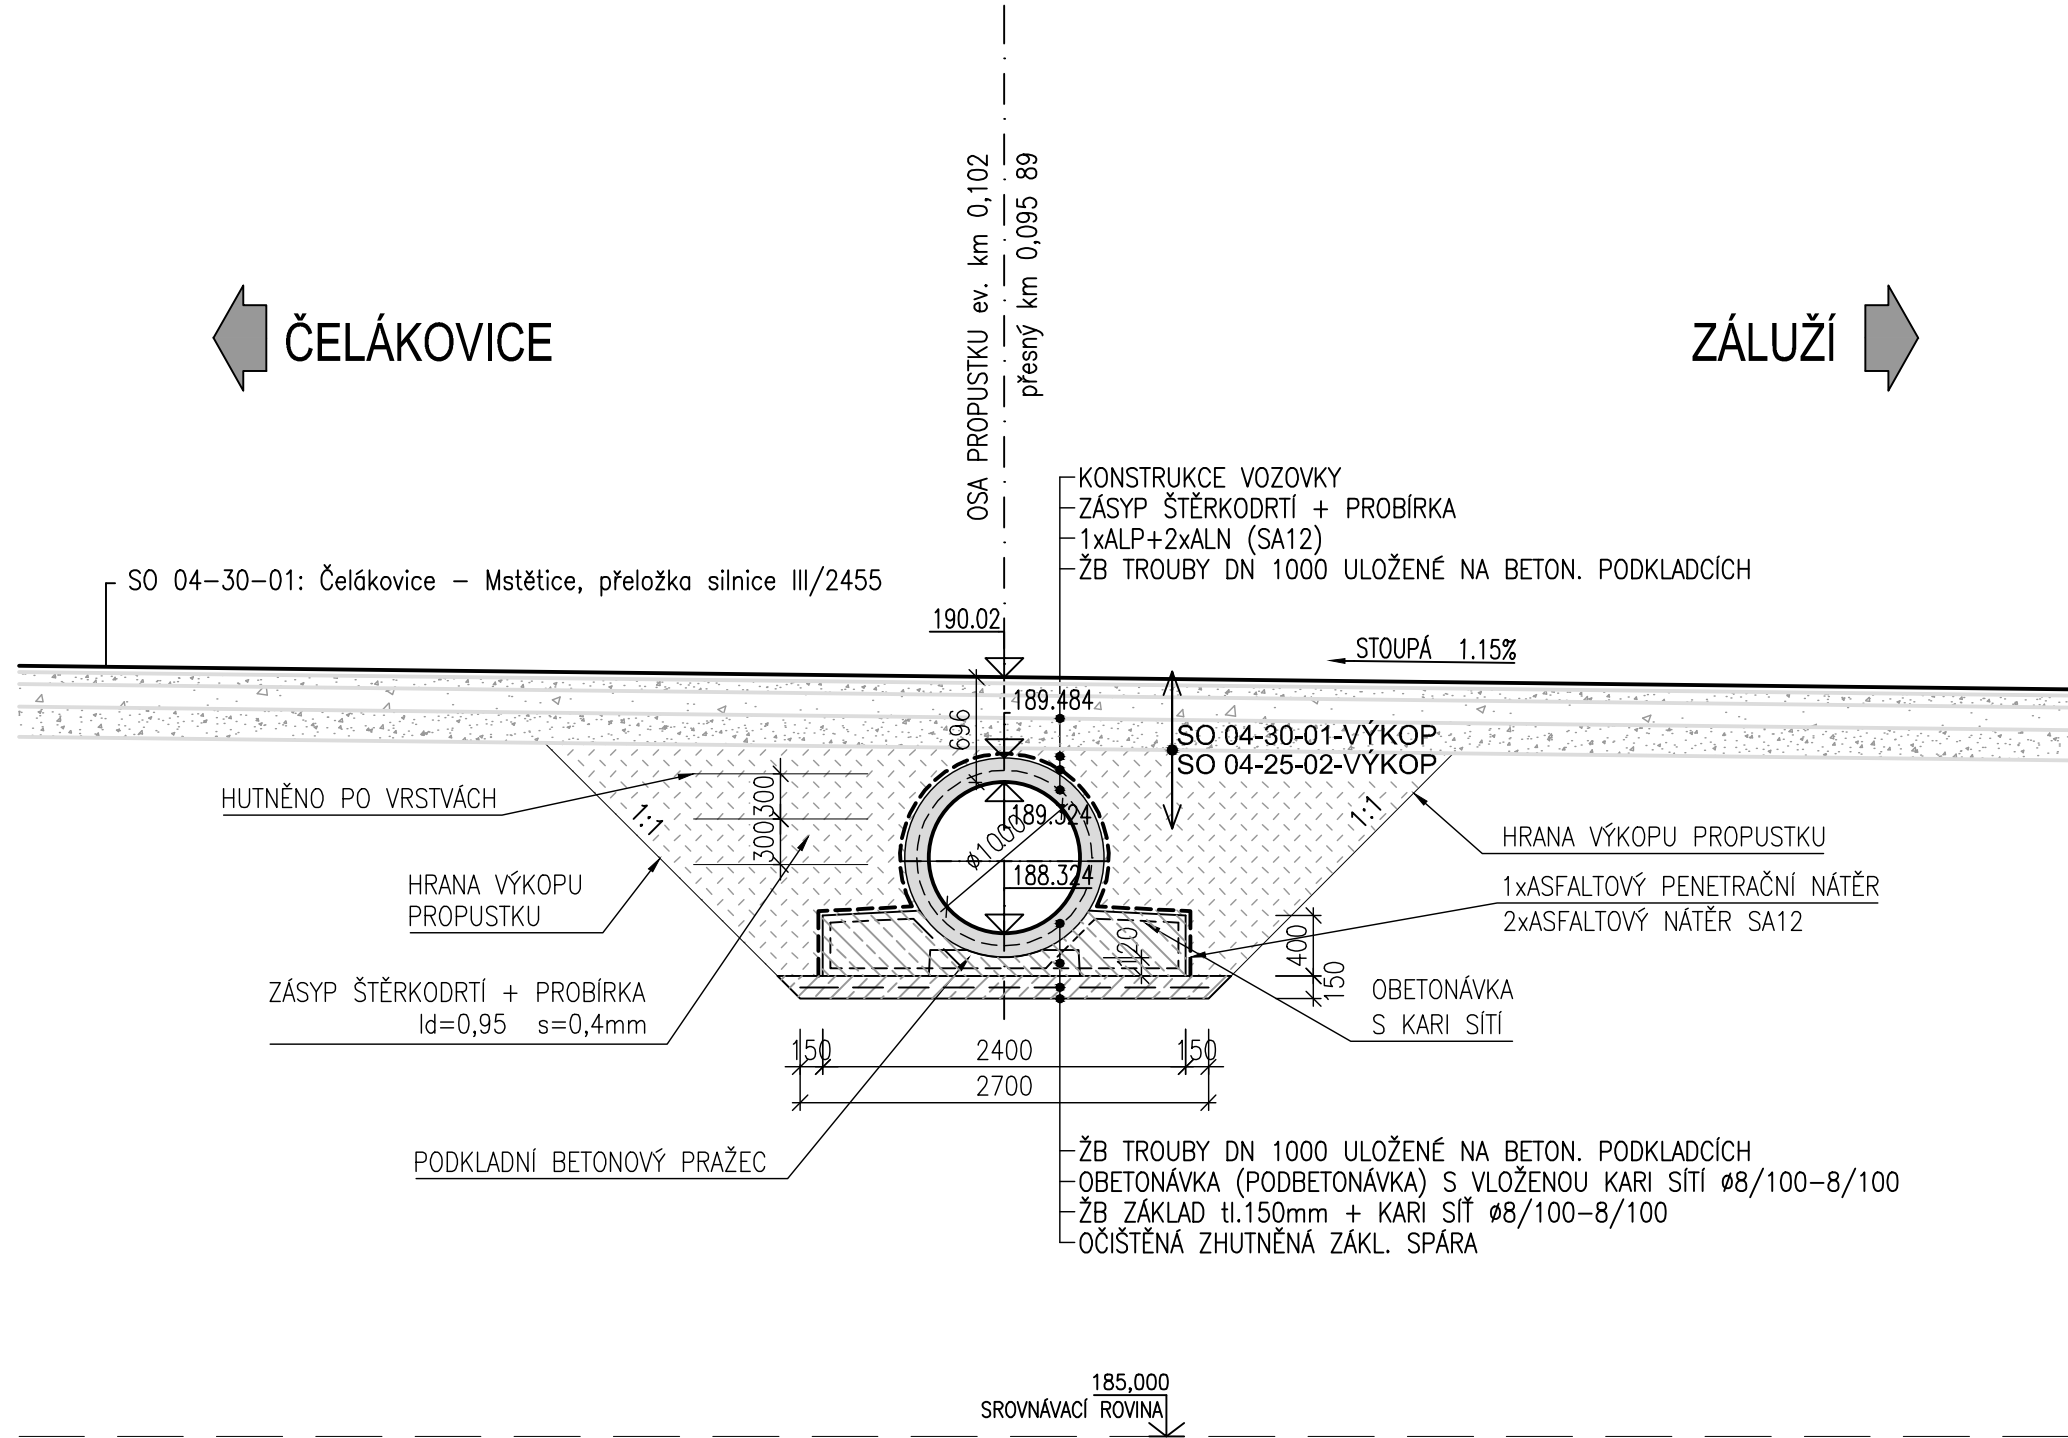 OSA PROPUSTKU ev. km 0,102
přesný km 0,095 89
ČELÁKOVICE
ZÁLUŽÍ
KONSTRUKCE VOZOVKY
ZÁSYP ŠTĚRKODRTÍ + PROBÍRKA
1xALP+2xALN (SA12)
ŽB TROUBY DN 1000 ULOŽENÉ NA BETON. PODKLADCÍCH
SO 04-30-01: Čelákovice - Mstětice, přeložka silnice III/2455
190.02
STOUPÁ 1.15%
189.484
696
SO 04-30-01-VÝKOP
SO 04-25-02-VÝKOP
HUTNĚNO PO VRSTVÁCH
300
300
1:1
1:1
189.324
ø1000
188.324
HRANA VÝKOPU PROPUSTKU
HRANA VÝKOPU
PROPUSTKU
1xASFALTOVÝ PENETRAČNÍ NÁTĚR
2xASFALTOVÝ NÁTĚR SA12
120
400
150
ZÁSYP ŠTĚRKODRTÍ + PROBÍRKA
Id=0,95 s=0,4mm
OBETONÁVKA
S KARI SÍTÍ
150
2400
150
2700
PODKLADNÍ BETONOVÝ PRAŽEC
ŽB TROUBY DN 1000 ULOŽENÉ NA BETON. PODKLADCÍCH
OBETONÁVKA (PODBETONÁVKA) S VLOŽENOU KARI SÍTÍ ø8/100-8/100
ŽB ZÁKLAD tl.150mm + KARI SÍŤ ø8/100-8/100
OČIŠTĚNÁ ZHUTNĚNÁ ZÁKL. SPÁRA
185,000
SROVNÁVACÍ ROVINA